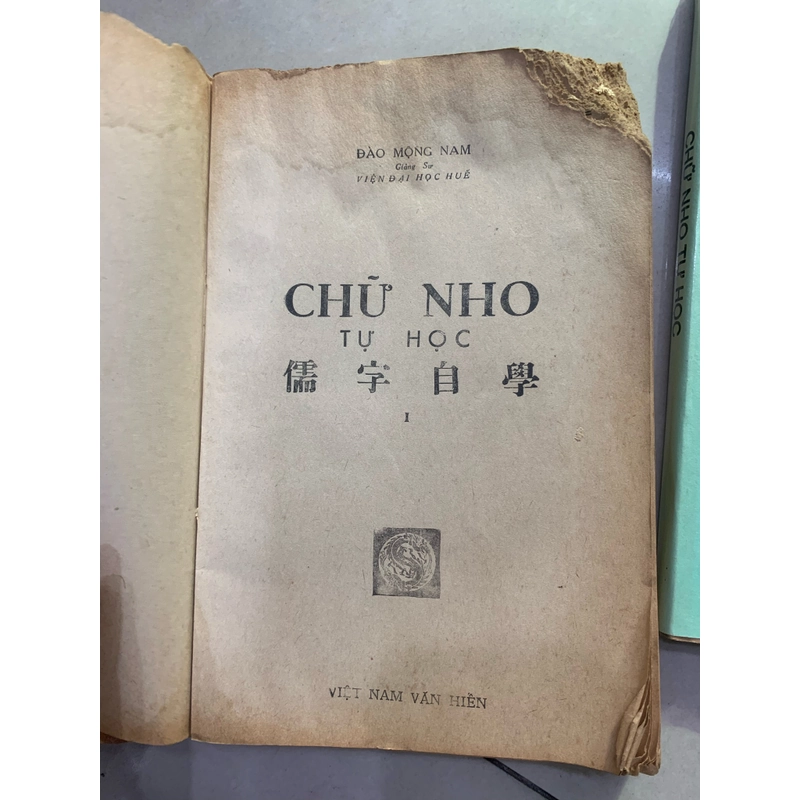 ĐÀO MỘNG NAM
Giảng Sư
VIỆN ĐẠI HỌC HUẾ
CHỮ NHO
TỰ HỌC
儒字自學
I
VIỆT NAM VĂN HIẾN
CHỮ NHO TỰ HỌC